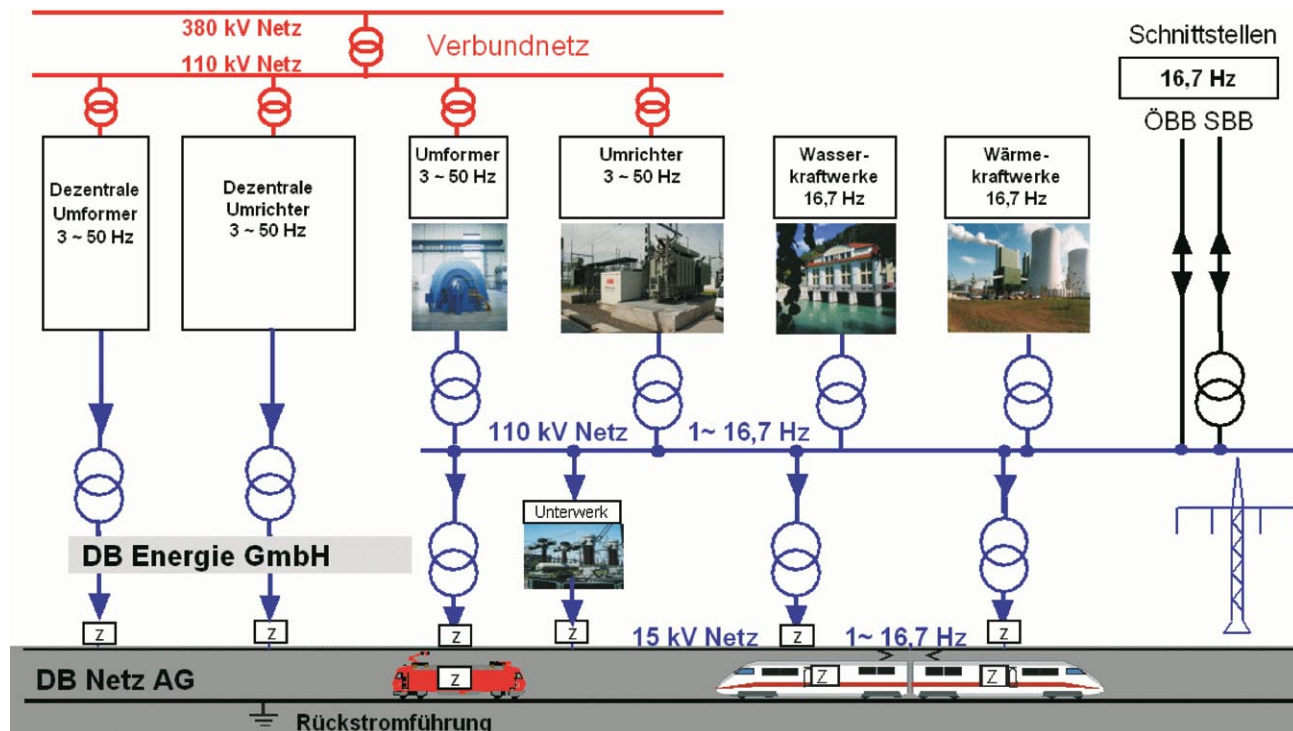 380 kV Netz
Verbundnetz
110 kV Netz
Schnittstellen
16,7 Hz
ÖBB SBB
Dezentrale
Umformer
3 ~ 50 Hz
Dezentrale
Umrichter
3 ~ 50 Hz
Umformer
3 ~ 50 Hz
Umrichter
3 ~ 50 Hz
Wasser-
kraftwerke
16,7 Hz
Wärme-
kraftwerke
16,7 Hz
110 kV Netz 1~ 16,7 Hz
Unterwerk
DB Energie GmbH
Z Z Z Z Z Z
15 kV Netz 1~ 16,7 Hz
DB Netz AG
Z Z Z
Rückstromführung